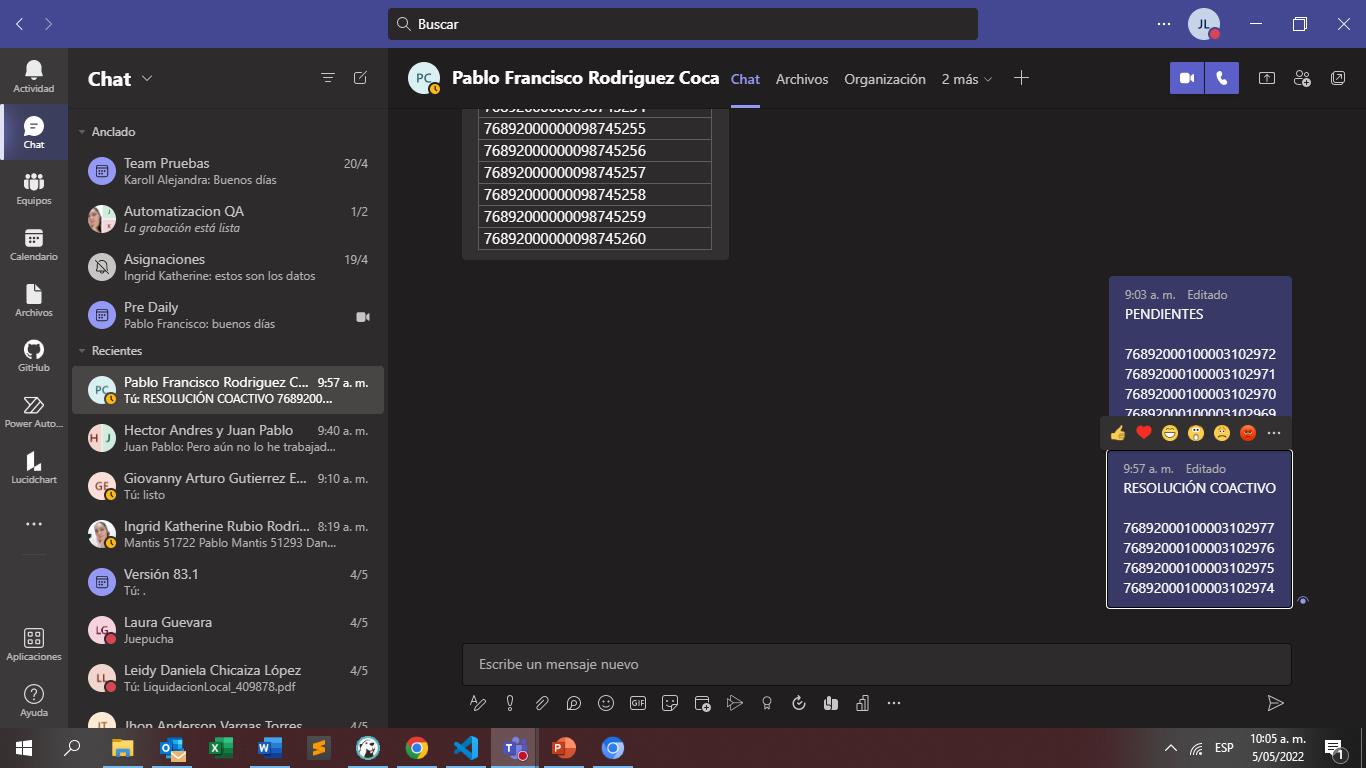 Buscar
JL
Actividad
Chat
Equipos
Calendario
Archivos
GitHub
Power Auto...
Lucidchart
Aplicaciones
Ayuda
Chat
Anclado
Team Pruebas 20/4
Karoll Alejandra: Buenos días
Automatizacion QA 1/2
La grabación está lista
Asignaciones 19/4
Ingrid Katherine: estos son los datos
Pre Daily
Pablo Francisco: buenos días
Recientes
PC
Pablo Francisco Rodriguez C... 9:57 a. m.
Tú: RESOLUCIÓN COACTIVO 7689200...
H J
Hector Andres y Juan Pablo 9:40 a. m.
Juan Pablo: Pero aún no lo he trabajad...
GE
Giovanny Arturo Gutierrez E... 9:10 a. m.
Tú: listo
Ingrid Katherine Rubio Rodri... 8:19 a. m.
Mantis 51722 Pablo Mantis 51293 Dan...
Versión 83.1 4/5
Tú: .
LG
Laura Guevara 4/5
Juepucha
LL
Leidy Daniela Chicaiza López 4/5
Tú: LiquidacionLocal_409878.pdf
JT
Jhon Anderson Vargas Torres 4/5
PC
Pablo Francisco Rodriguez Coca Chat Archivos Organización 2 más
76892000000098745254
76892000000098745255
76892000000098745256
76892000000098745257
76892000000098745258
76892000000098745259
76892000000098745260
9:03 a. m. Editado
PENDIENTES
76892000100003102972
76892000100003102971
76892000100003102970
76892000100003102969
9:57 a. m. Editado
RESOLUCIÓN COACTIVO
76892000100003102977
76892000100003102976
76892000100003102975
76892000100003102974
Escribe un mensaje nuevo
GIF
ESP
10:05 a. m.
5/05/2022
1